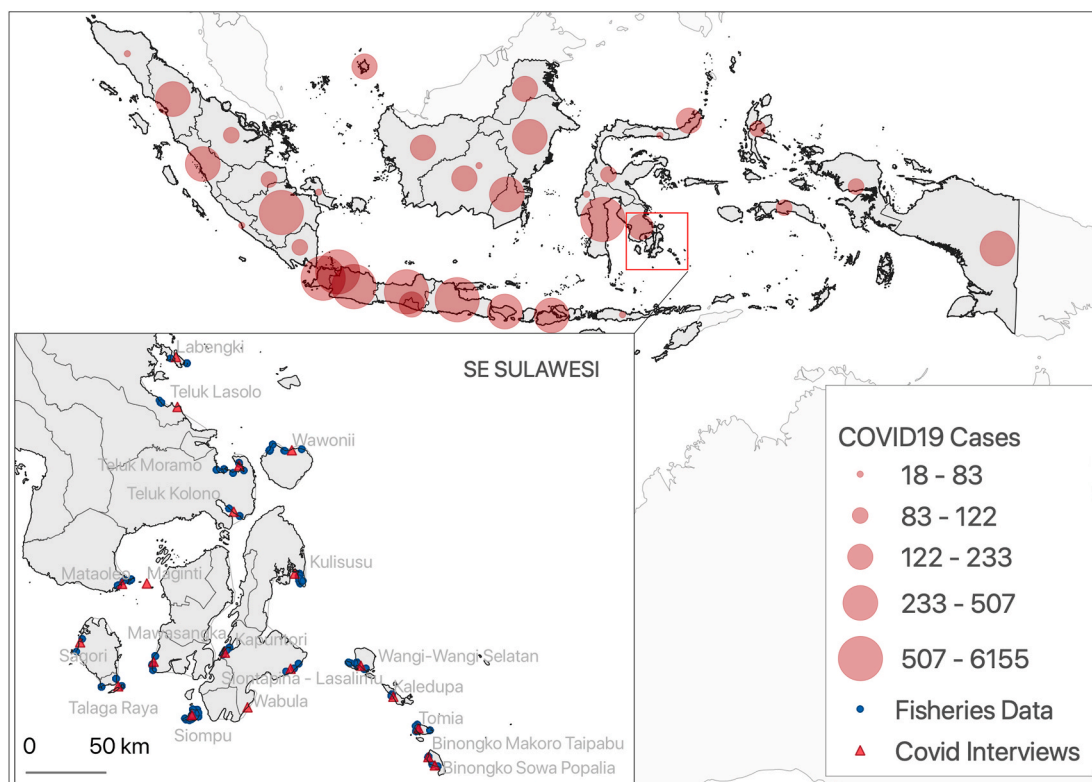 SE SULAWESI
Labengki
Teluk Lasolo
Wawonii
Teluk Moramo
Teluk Kolono
Kulisusu
Mataoleo
Maginti
Mawasangka
Kapuntori
Sagori
Siontapina - Lasalimu
Wangi-Wangi Selatan
Kaledupa
Talaga Raya
Wabula
Siompu
Tomia
Binongko Makoro Taipabu
Binongko Sowa Popalia
0 50 km
COVID19 Cases
18 - 83
83 - 122
122 - 233
233 - 507
507 - 6155
Fisheries Data
Covid Interviews